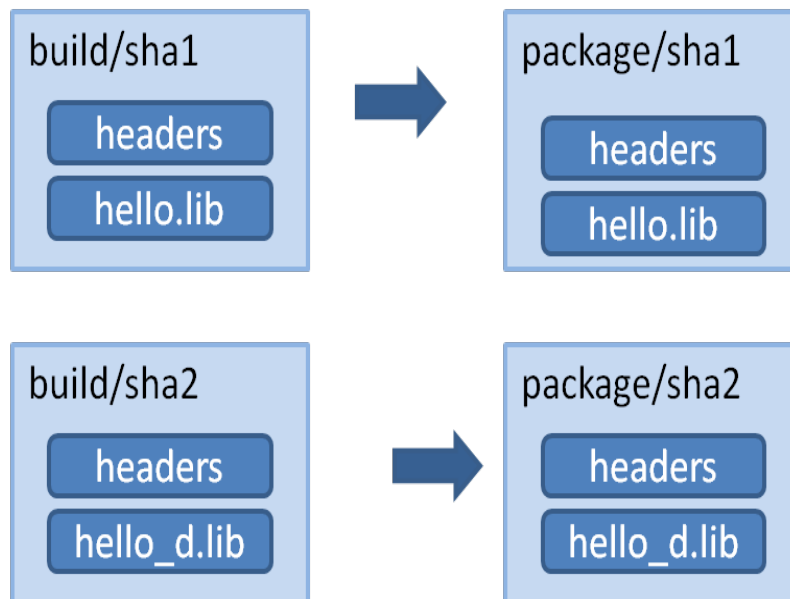 build/sha1
headers
hello.lib
package/sha1
headers
hello.lib
build/sha2
headers
hello_d.lib
package/sha2
headers
hello_d.lib